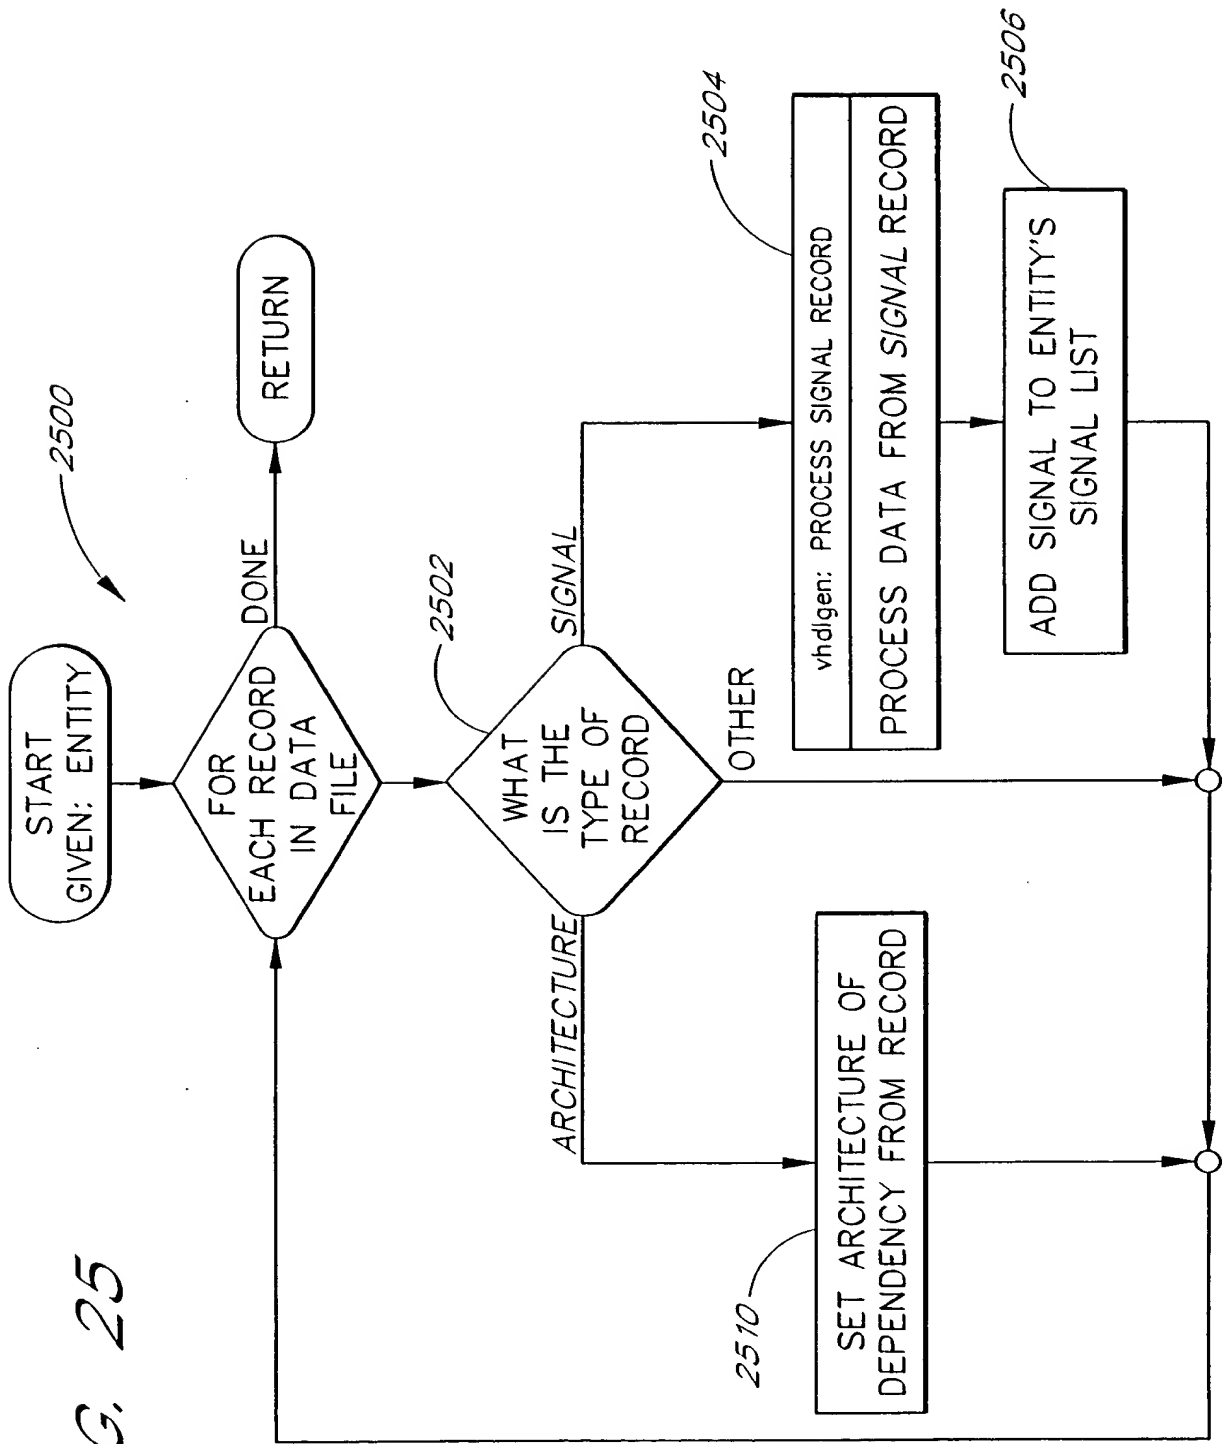 G. 25
2500
START
GIVEN: ENTITY
FOR
EACH RECORD
IN DATA
FILE
DONE
RETURN
2502
WHAT
IS THE
TYPE OF
RECORD
ARCHITECTURE
SIGNAL
OTHER
2510
SET ARCHITECTURE OF
DEPENDENCY FROM RECORD
2504
vhdlgen: PROCESS SIGNAL RECORD
PROCESS DATA FROM SIGNAL RECORD
2506
ADD SIGNAL TO ENTITY'S
SIGNAL LIST